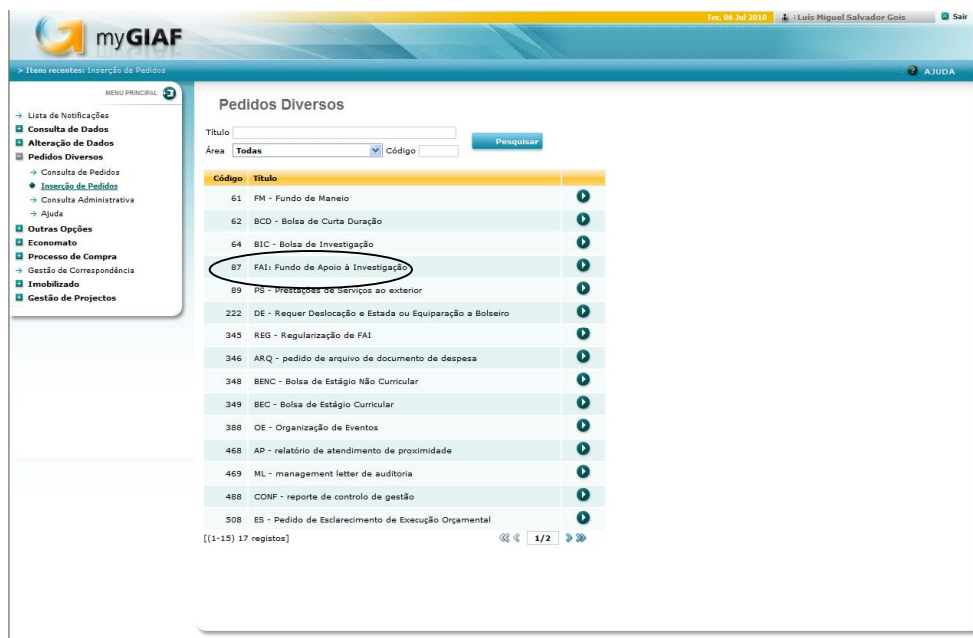 Ter, 06 Jul 2010 Luís Miguel Salvador Gois Sair
myGIAF
> Itens recentes: Inserção de Pedidos
AJUDA
MENU PRINCIPAL
Lista de Notificações
Consulta de Dados
Alteração de Dados
Pedidos Diversos
Consulta de Pedidos
Inserção de Pedidos
Consulta Administrativa
Ajuda
Outras Opções
Economato
Processo de Compra
Gestão de Correspondência
Imobilizado
Gestão de Projectos
Pedidos Diversos
Título
Pesquisar
Área Todas Código
Código Título
61 FM - Fundo de Maneio
62 BCD - Bolsa de Curta Duração
64 BIC - Bolsa de Investigação
87 FAI: Fundo de Apoio à Investigação
89 PS - Prestações de Serviços ao exterior
222 DE - Requer Deslocação e Estada ou Equiparação a Bolseiro
345 REG - Regularização de FAI
346 ARQ - pedido de arquivo de documento de despesa
348 BENC - Bolsa de Estágio Não Curricular
349 BEC - Bolsa de Estágio Curricular
388 OE - Organização de Eventos
468 AP - relatório de atendimento de proximidade
469 ML - management letter de auditoria
488 CONF - reporte de controlo de gestão
508 ES - Pedido de Esclarecimento de Execução Orçamental
[(1-15) 17 registos] 1/2